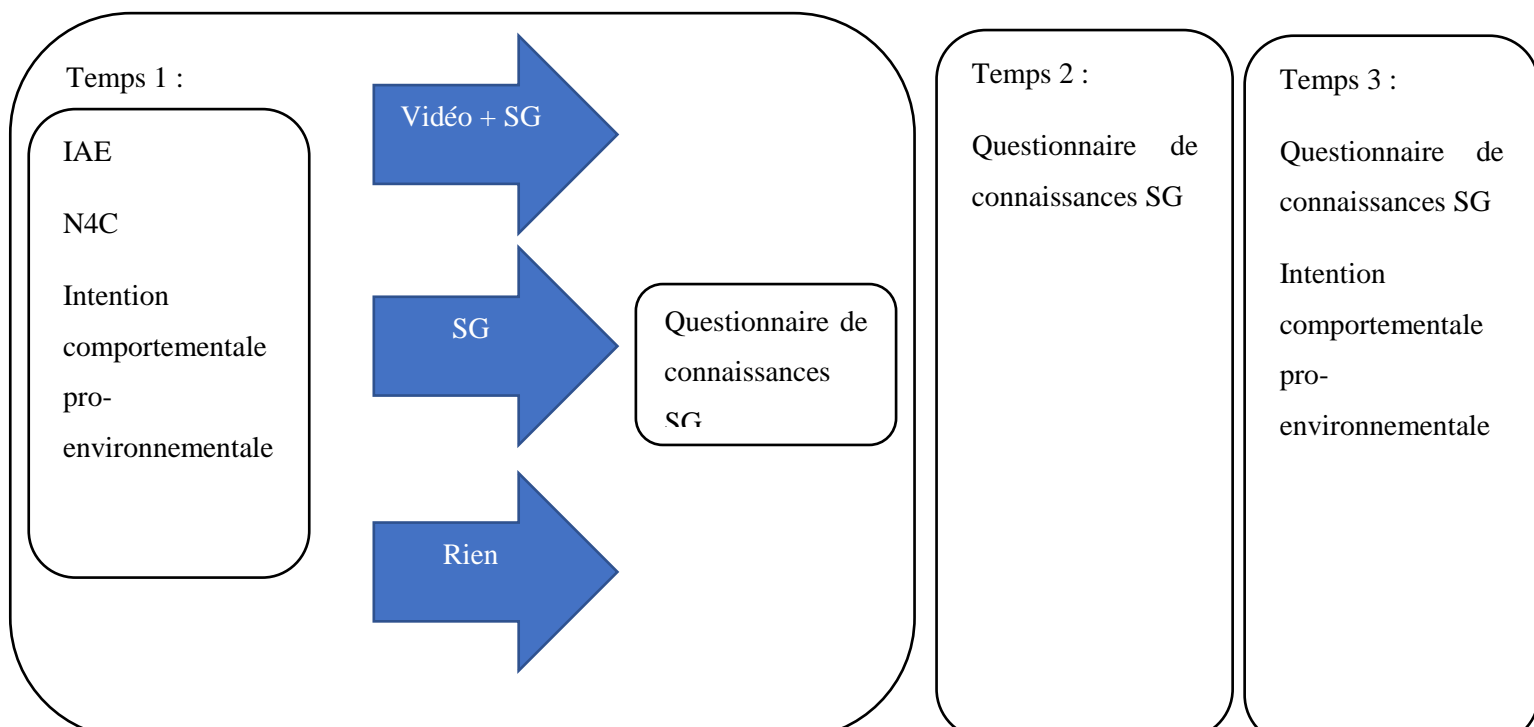 Temps 1 :
IAE
N4C
Intention
comportementale
pro-
environnementale
Vidéo + SG
SG
Rien
Questionnaire de
connaissances
SG
Temps 2 :
Questionnaire de
connaissances SG
Temps 3 :
Questionnaire de
connaissances SG
Intention
comportementale
pro-
environnementale